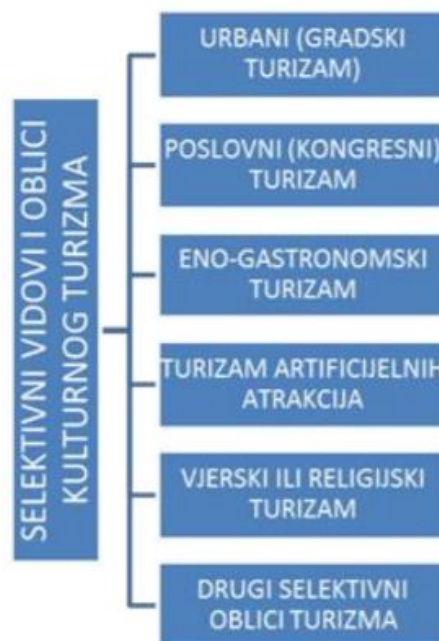 SELEKTIVNI VIDOVI I OBLICI
KULTURNOG TURIZMA
URBANI (GRADSKI
TURIZAM)
POSLOVNI (KONGRESNI)
TURIZAM
ENO-GASTRONOMSKI
TURIZAM
TURIZAM ARTIFICIJELNIH
ATRAKCIJA
VJERSKI ILI RELIGIJSKI
TURIZAM
DRUGI SELEKTIVNI
OBLICI TURIZMA